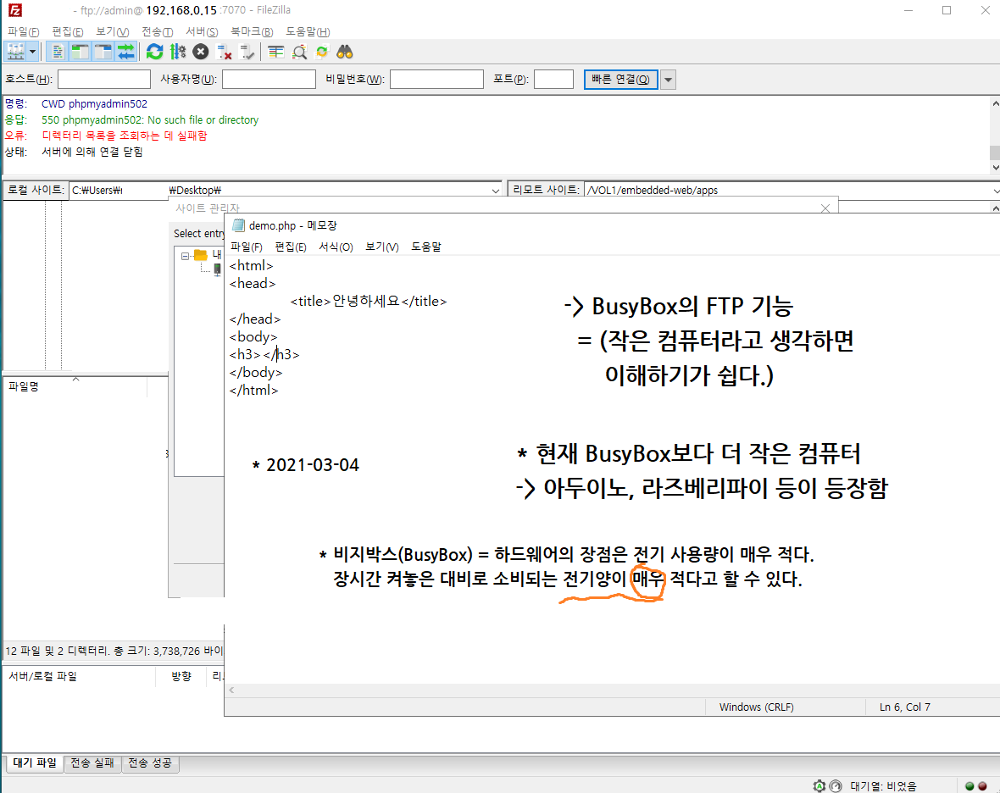 - ftp://admin@ 192.168.0.15 :7070 - FileZilla
파일(F) 편집(E) 보기(V) 전송(T) 서버(S) 북마크(B) 도움말(H)
호스트(H): 사용자명(U): 비밀번호(W): 포트(P): 빠른 연결(Q)
명령: CWD phpmyadmin502
응답: 550 phpmyadmin502: No such file or directory
오류: 디렉터리 목록을 조회하는 데 실패함
상태: 서버에 의해 연결 닫힘
로컬 사이트: C:\Users\ \Desktop\ 리모트 사이트: /VOL1/embedded-web/apps
사이트 관리자
Select entry
내
demo.php - 메모장
파일(F) 편집(E) 서식(O) 보기(V) 도움말
<html>
<head>
<title>안녕하세요</title>
</head>
<body>
<h3></h3>
</body>
</html>
-> BusyBox의 FTP 기능
= (작은 컴퓨터라고 생각하면
이해하기가 쉽다.)
파일명
* 2021-03-04
* 현재 BusyBox보다 더 작은 컴퓨터
-> 아두이노, 라즈베리파이 등이 등장함
* 비지박스(BusyBox) = 하드웨어의 장점은 전기 사용량이 매우 적다.
장시간 켜놓은 대비로 소비되는 전기양이 매우 적다고 할 수 있다.
12 파일 및 2 디렉터리. 총 크기: 3,738,726 바이
서버/로컬 파일 방향 리
Windows (CRLF) Ln 6, Col 7
대기 파일 전송 실패 전송 성공
대기열: 비었음